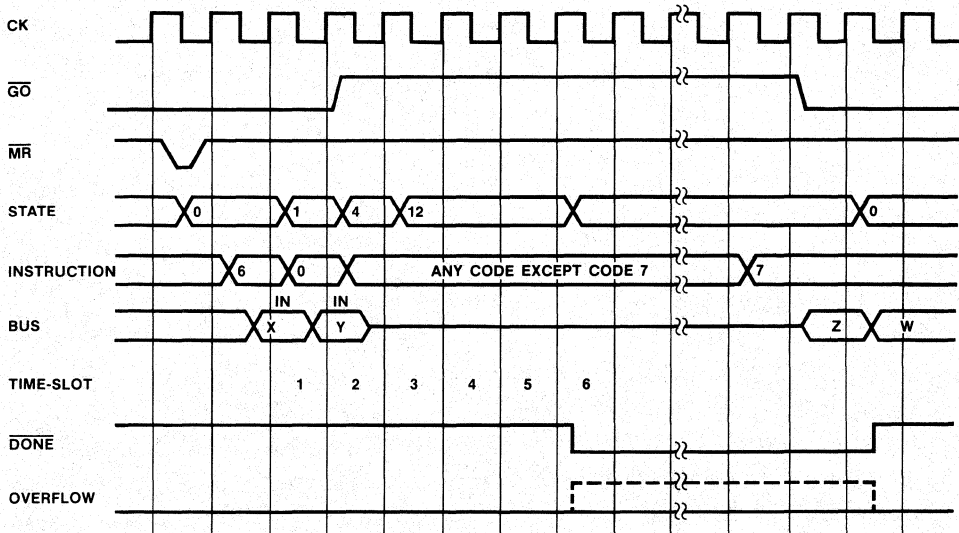 CK
GO
MR
STATE 0 1 4 12 0
INSTRUCTION 6 0 ANY CODE EXCEPT CODE 7 7
IN IN
BUS X Y Z W
TIME-SLOT 1 2 3 4 5 6
DONE
OVERFLOW